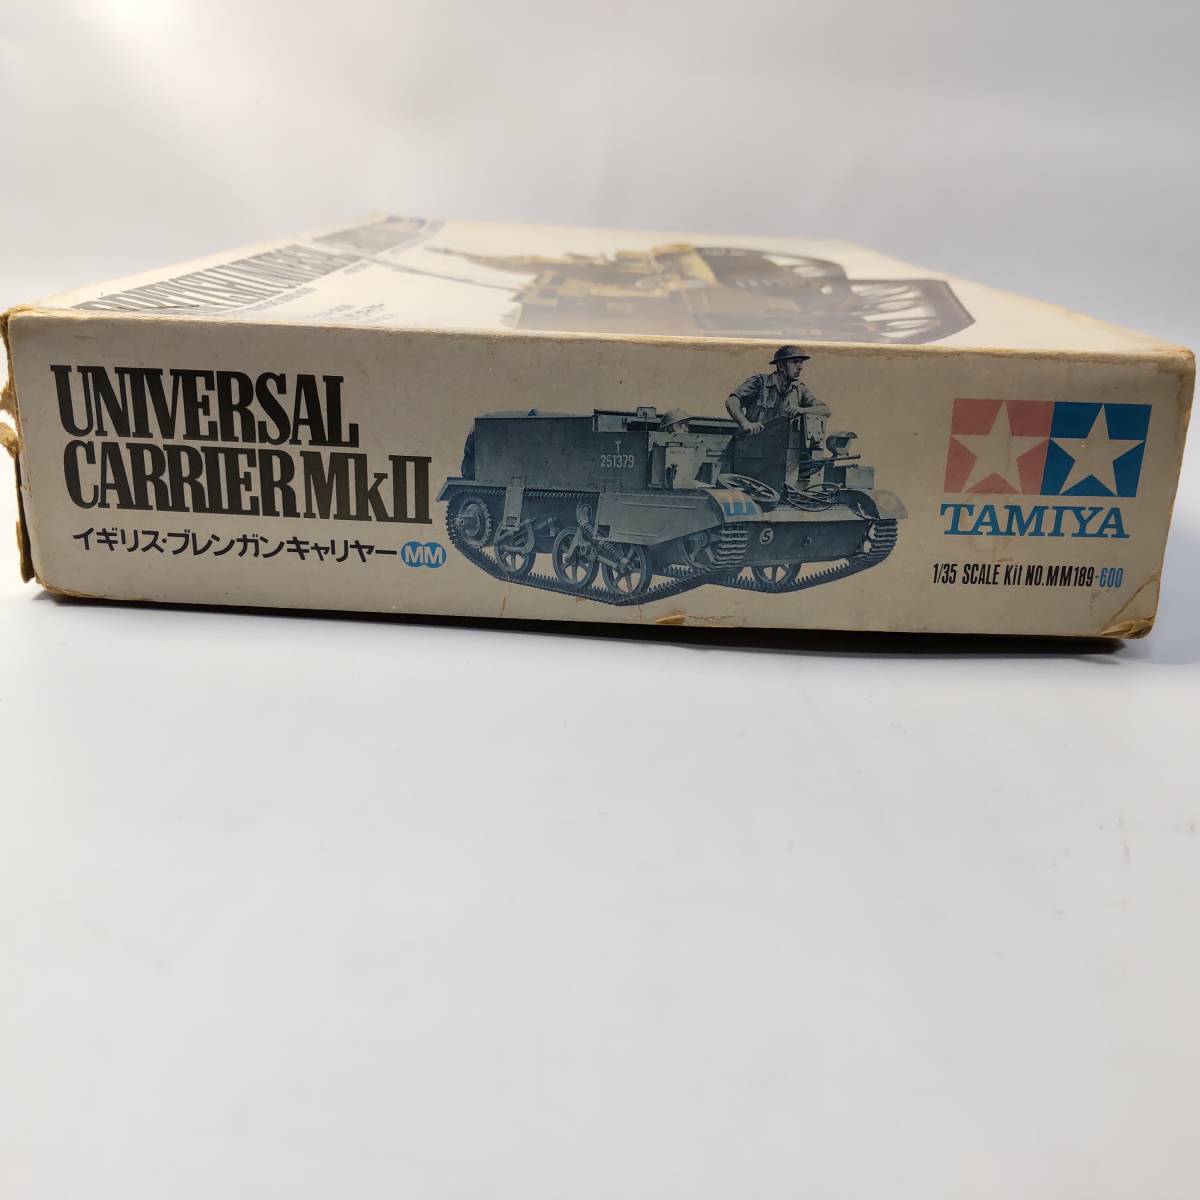 UNIVERSAL
CARRIER MkII
イギリス・ブレンガンキャリヤー MM
T
251379
S
TAMIYA
1/35 SCALE Kit NO.MM189-600